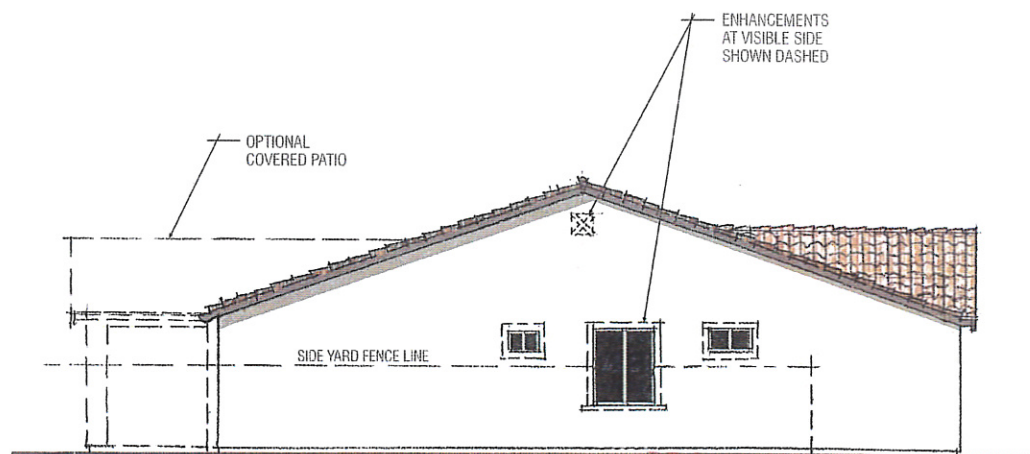 ENHANCEMENTS
AT VISIBLE SIDE
SHOWN DASHED
OPTIONAL
COVERED PATIO
SIDE YARD FENCE LINE